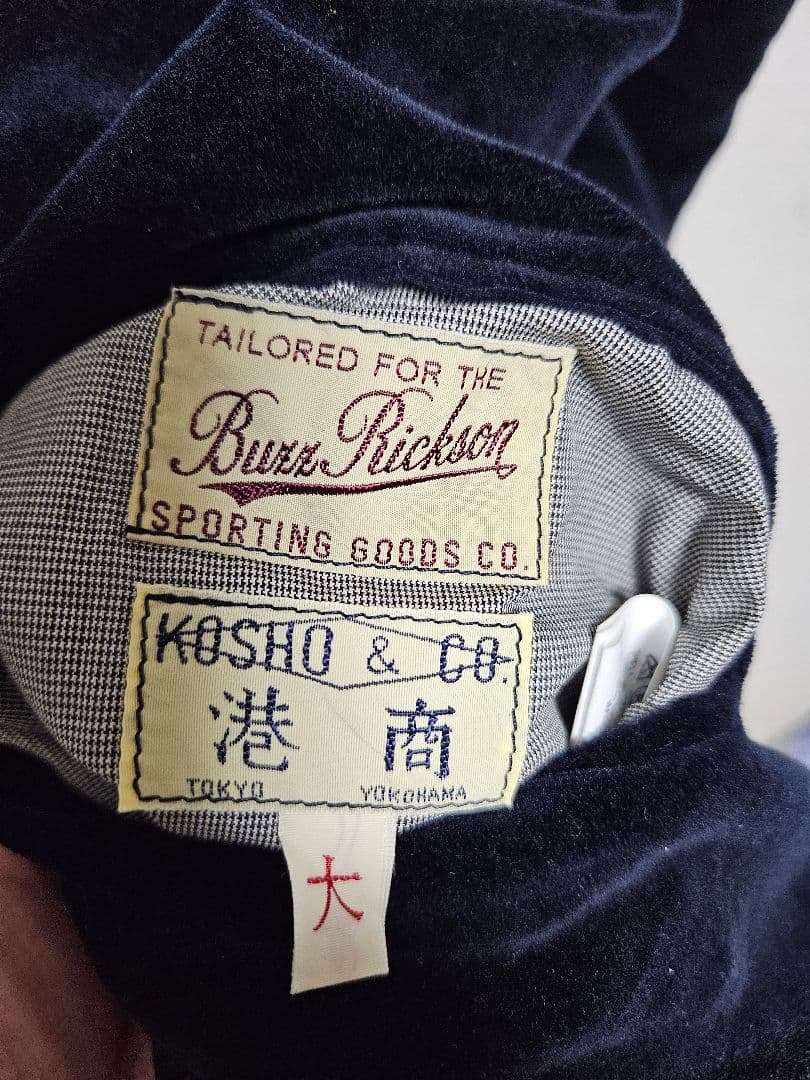 TAILORED FOR THE
Buzz Rickson
SPORTING GOODS CO.
KOSHO & CO.
港 商
TOKYO YOKOHAMA
大